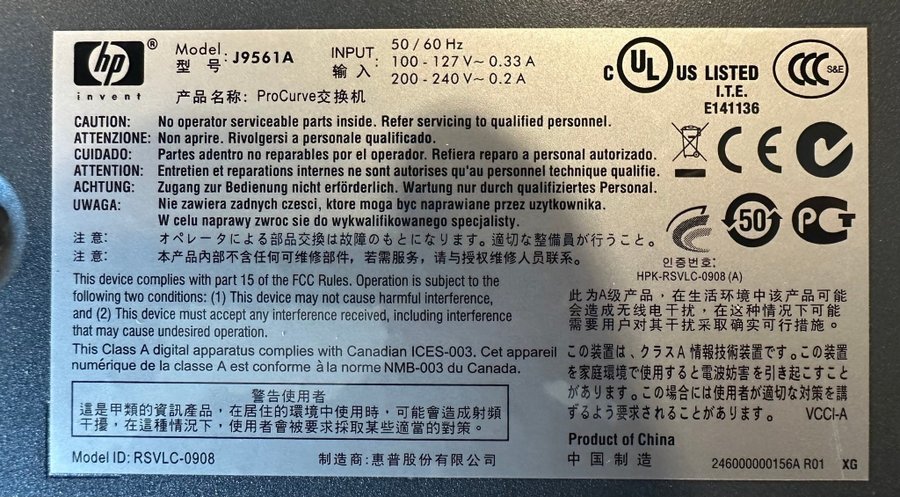 hp
®
invent
Model
型 号: J9561A
INPUT
输 入:
50 / 60 Hz
100 - 127 V~ 0.33 A
200 - 240 V~ 0.2 A
产品名称: ProCurve交换机
C UL US LISTED
I.T.E.
E141136
CCC S&E
CAUTION: No operator serviceable parts inside. Refer servicing to qualified personnel.
ATTENZIONE: Non aprire. Rivolgersi a personale qualificado.
CUIDADO: Partes adentro no reparables por el operador. Refiera reparo a personal autorizado.
ATTENTION: Entretien et reparations internes ne sont autorises qu'au personnel technique qualifie.
ACHTUNG: Zugang zur Bedienung nicht erförderlich. Wartung nur durch qualifiziertes Personal.
UWAGA: Nie zawiera zadnych czesci, ktore moga byc naprawiane przez uzytkownika.
W celu naprawy zwroc sie do wykwalifikowanego specjalisty.
注意: オペレータによる部品交換は故障のもとになります。適切な整備員が行うこと。
注意: 本产品内部不含任何可维修部件，若需服务，请与授权维修人员联系。
CE
50
PCT
인증번호:
HPK-RSVLC-0908 (A)
This device complies with part 15 of the FCC Rules. Operation is subject to the
following two conditions: (1) This device may not cause harmful interference,
and (2) This device must accept any interference received, including interference
that may cause undesired operation.
This Class A digital apparatus complies with Canadian ICES-003. Cet appareil
numérique de la classe A est conforme à la norme NMB-003 du Canada.
此为A级产品，在生活环境中该产品可能
会造成无线电干扰，在这种情况下可能
需要用户对其干扰采取确实可行措施。
この装置は、クラスA 情報技術装置です。この装置
を家庭環境で使用すると電波妨害を引き起こすこと
があります。この場合には使用者が適切な対策を講
ずるよう要求されることがあります。 VCCI-A
警告使用者
這是甲類的資訊產品，在居住的環境中使用時，可能會造成射頻
干擾，在這種情況下，使用者會被要求採取某些適當的對策。
Model ID: RSVLC-0908
制造商:惠普股份有限公司
Product of China
中国制造
246000000156A R01 XG